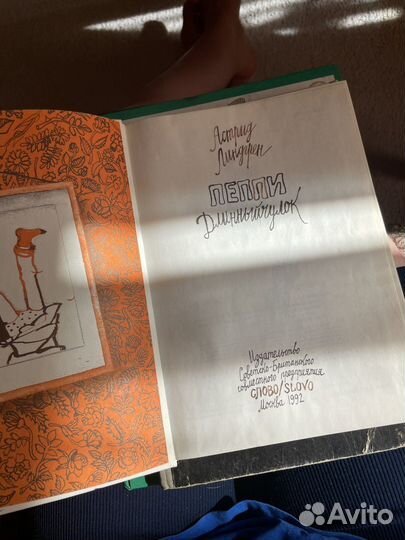 Астрид
Линдгрен
ПЕППИ
Длинныйчулок
Издательство
Советско-Британского
совместного предприятия
СЛОВО/SLOVO
Москва 1992
Avito